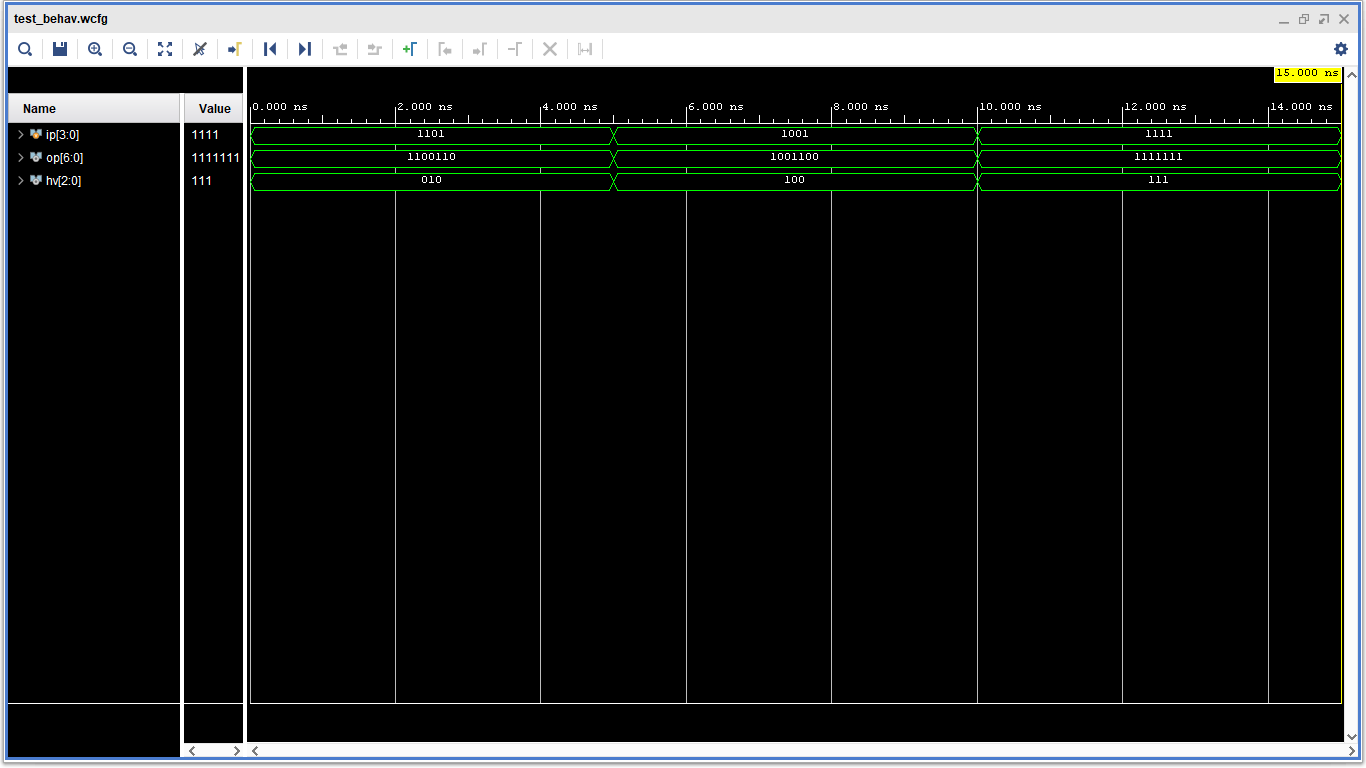 test_behav.wcfg
15.000 ns
Name Value 0.000 ns 2.000 ns 4.000 ns 6.000 ns 8.000 ns 10.000 ns 12.000 ns 14.000 ns
ip[3:0] 1111 1101 1001 1111
op[6:0] 1111111 1100110 1001100 1111111
hv[2:0] 111 010 100 111